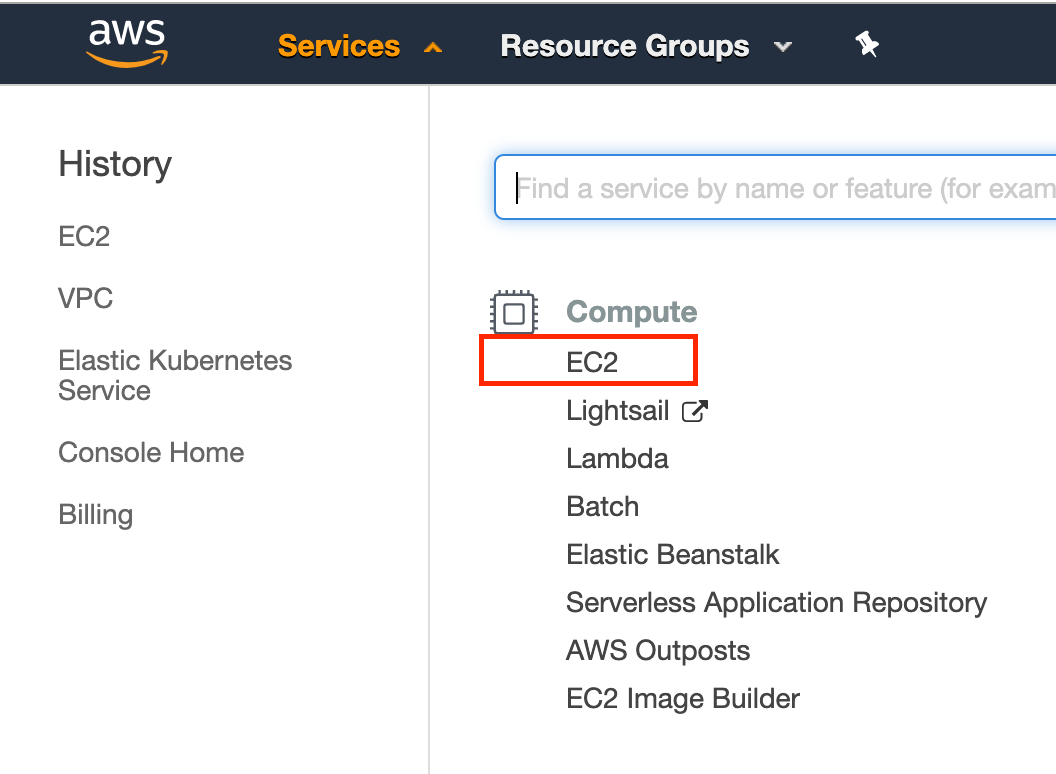 aws
Services
Resource Groups
History
EC2
VPC
Elastic Kubernetes
Service
Console Home
Billing
Find a service by name or feature (for exam
Compute
EC2
Lightsail
Lambda
Batch
Elastic Beanstalk
Serverless Application Repository
AWS Outposts
EC2 Image Builder